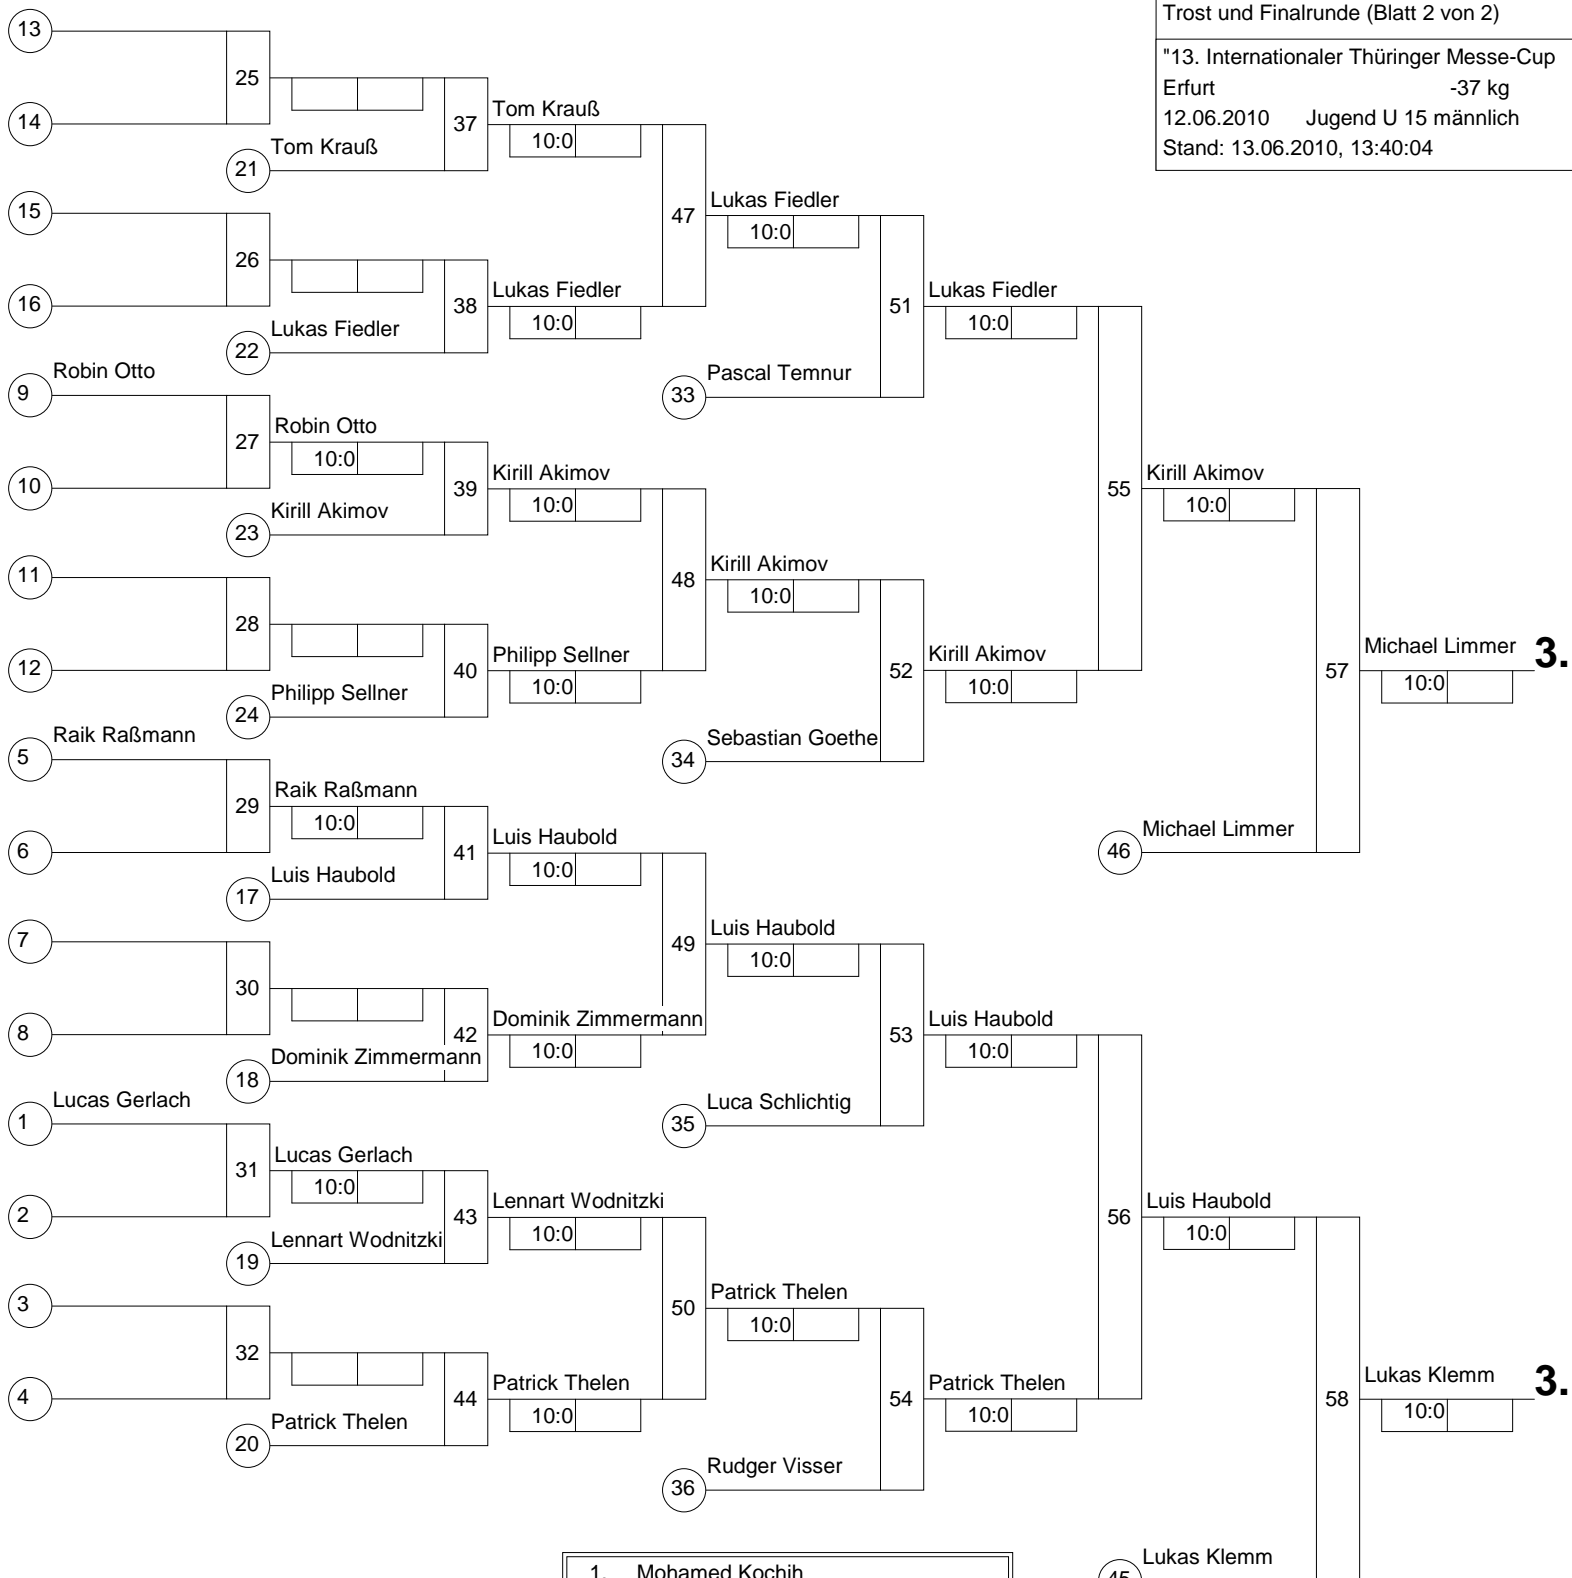 Trost und Finalrunde (Blatt 2 von 2)
"13. Internationaler Thüringer Messe-Cup
Erfurt -37 kg
12.06.2010 Jugend U 15 männlich
Stand: 13.06.2010, 13:40:04
13
25
14
37
Tom Krauß
10:0
Tom Krauß
21
15
47
Lukas Fiedler
10:0
26
16
38
Lukas Fiedler
10:0
51
Lukas Fiedler
10:0
Lukas Fiedler
22
Robin Otto
9
Pascal Temnur
33
27
Robin Otto
10:0
10
39
Kirill Akimov
10:0
55
Kirill Akimov
10:0
Kirill Akimov
23
11
48
Kirill Akimov
10:0
28
12
40
Philipp Sellner
10:0
52
Kirill Akimov
10:0
57
Michael Limmer
3.
10:0
Philipp Sellner
24
Raik Raßmann
5
Sebastian Goethe
34
29
Raik Raßmann
10:0
6
41
Luis Haubold
10:0
Michael Limmer
46
Luis Haubold
17
7
49
Luis Haubold
10:0
30
8
42
Dominik Zimmermann
10:0
53
Luis Haubold
10:0
Dominik Zimmermann
18
Lucas Gerlach
1
Luca Schlichtig
35
31
Lucas Gerlach
10:0
2
43
Lennart Wodnitzki
10:0
56
Luis Haubold
10:0
Lennart Wodnitzki
19
3
50
Patrick Thelen
10:0
32
4
44
Patrick Thelen
10:0
54
Patrick Thelen
10:0
58
Lukas Klemm
3.
10:0
Patrick Thelen
20
Rudger Visser
36
Lukas Klemm
45
1. Mohamed Kochih